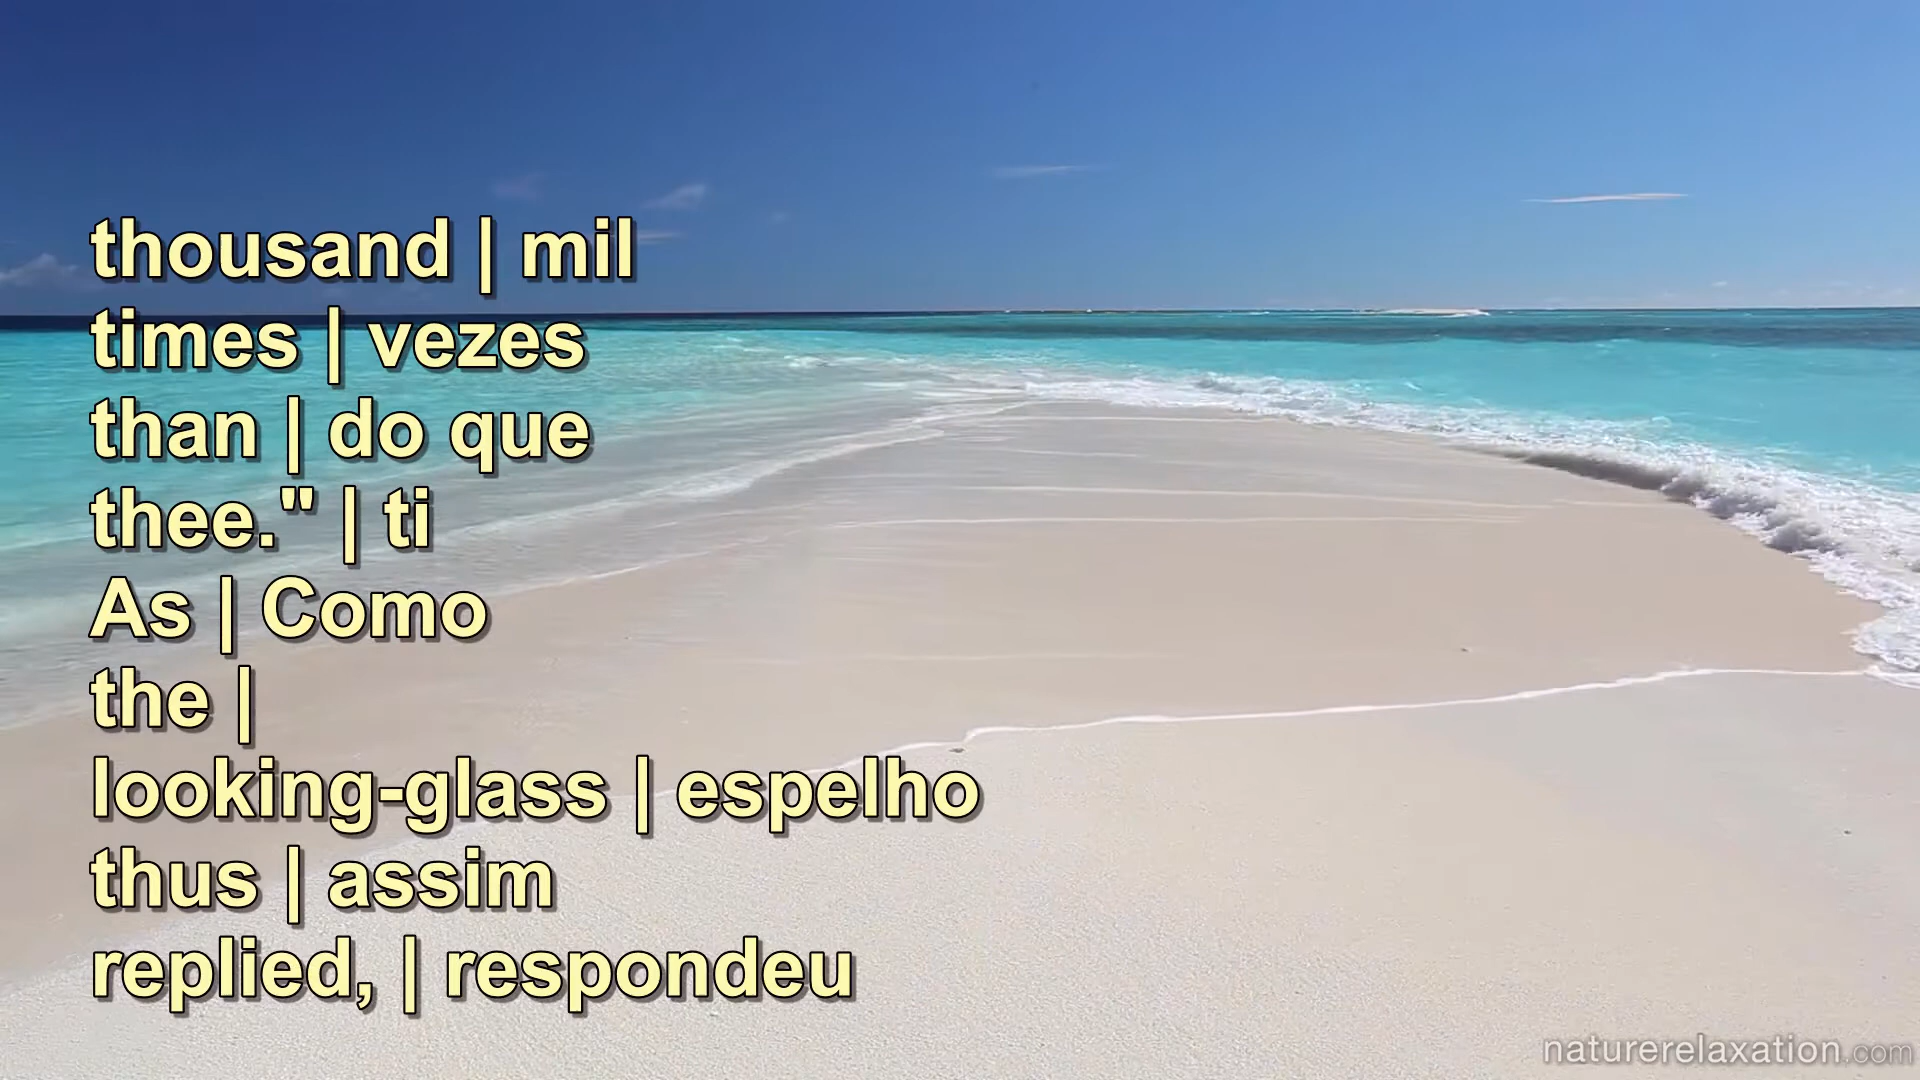 thousand | mil
times | vezes
than | do que
thee." | ti
As | Como
the |
looking-glass | espelho
thus | assim
replied, | respondeu
naturerelaxation.com